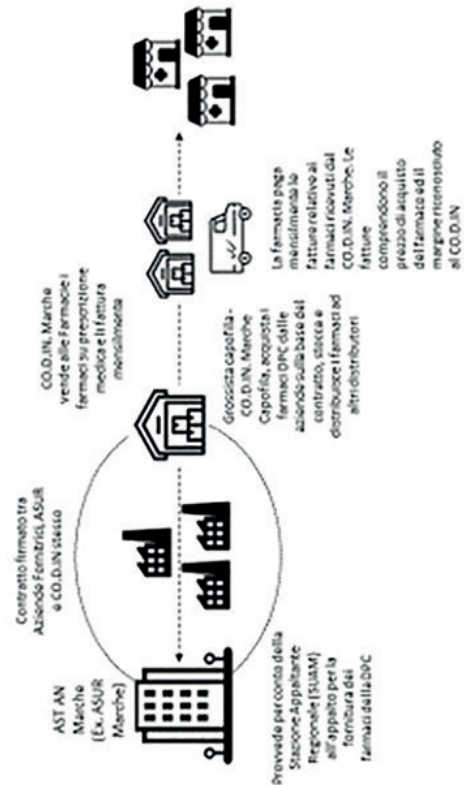 AST AN
Marche
(Ex. ASUR
Marche)
Contratto firmato tra
Aziende Fornitrici, ASUR
e CO.D.IN stesso
CO.D.IN. Marche
vende alle Farmacie i
farmaci su prescrizione
medica e li fattura
mensilmente
Provvede per conto della
Stazione Appaltante
Regionale (SUAM)
all'appalto per la
fornitura dei
farmaci della DPC
Grossista capofila -
CO.D.IN. Marche
Capofila, acquista i
farmaci DPC dalle
aziende sulla base del
contratto, stocca e
distribuisce i farmaci ad
altri distributori
La farmacia paga
mensilmente le
fatture relative ai
farmaci ricevuti dal
CO.D.IN. Marche. Le
fatture
comprendono il
prezzo di acquisto
del farmaco ed il
margine riconosciuto
al CO.D.IN